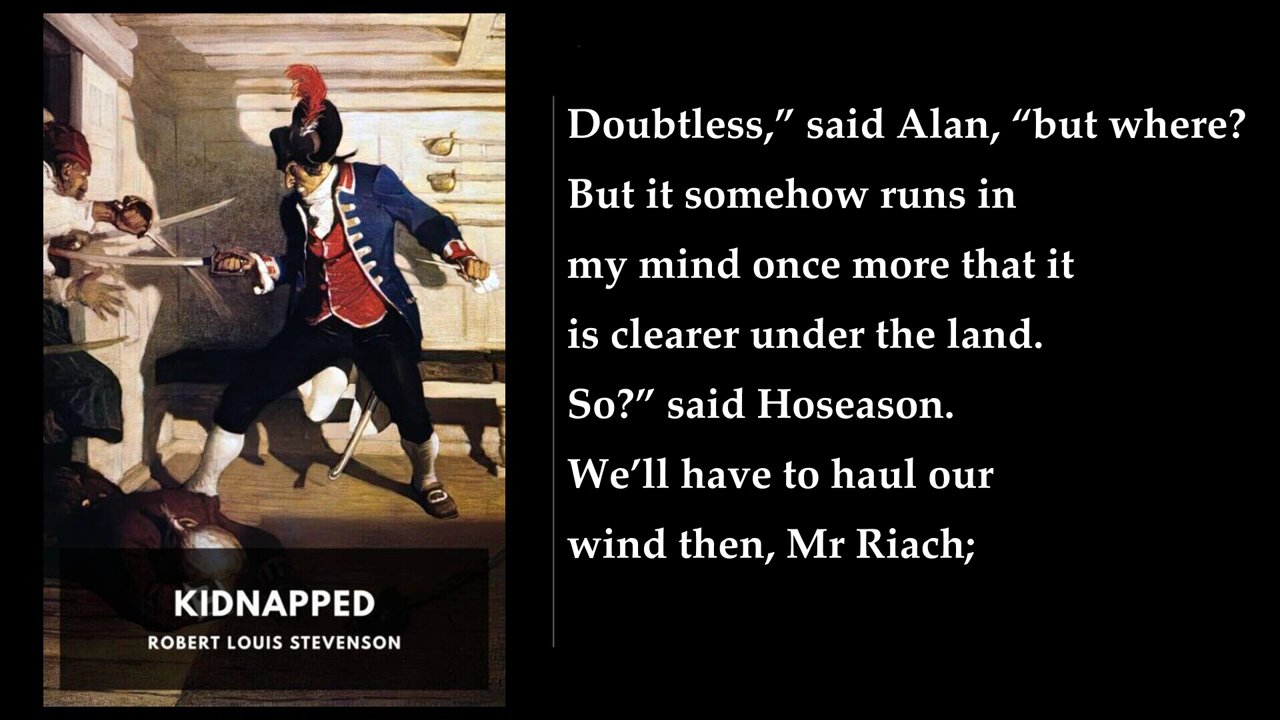 KIDNAPPED
ROBERT LOUIS STEVENSON
Doubtless,” said Alan, “but where?
But it somehow runs in
my mind once more that it
is clearer under the land.
So?” said Hoseason.
We’ll have to haul our
wind then, Mr Riach;